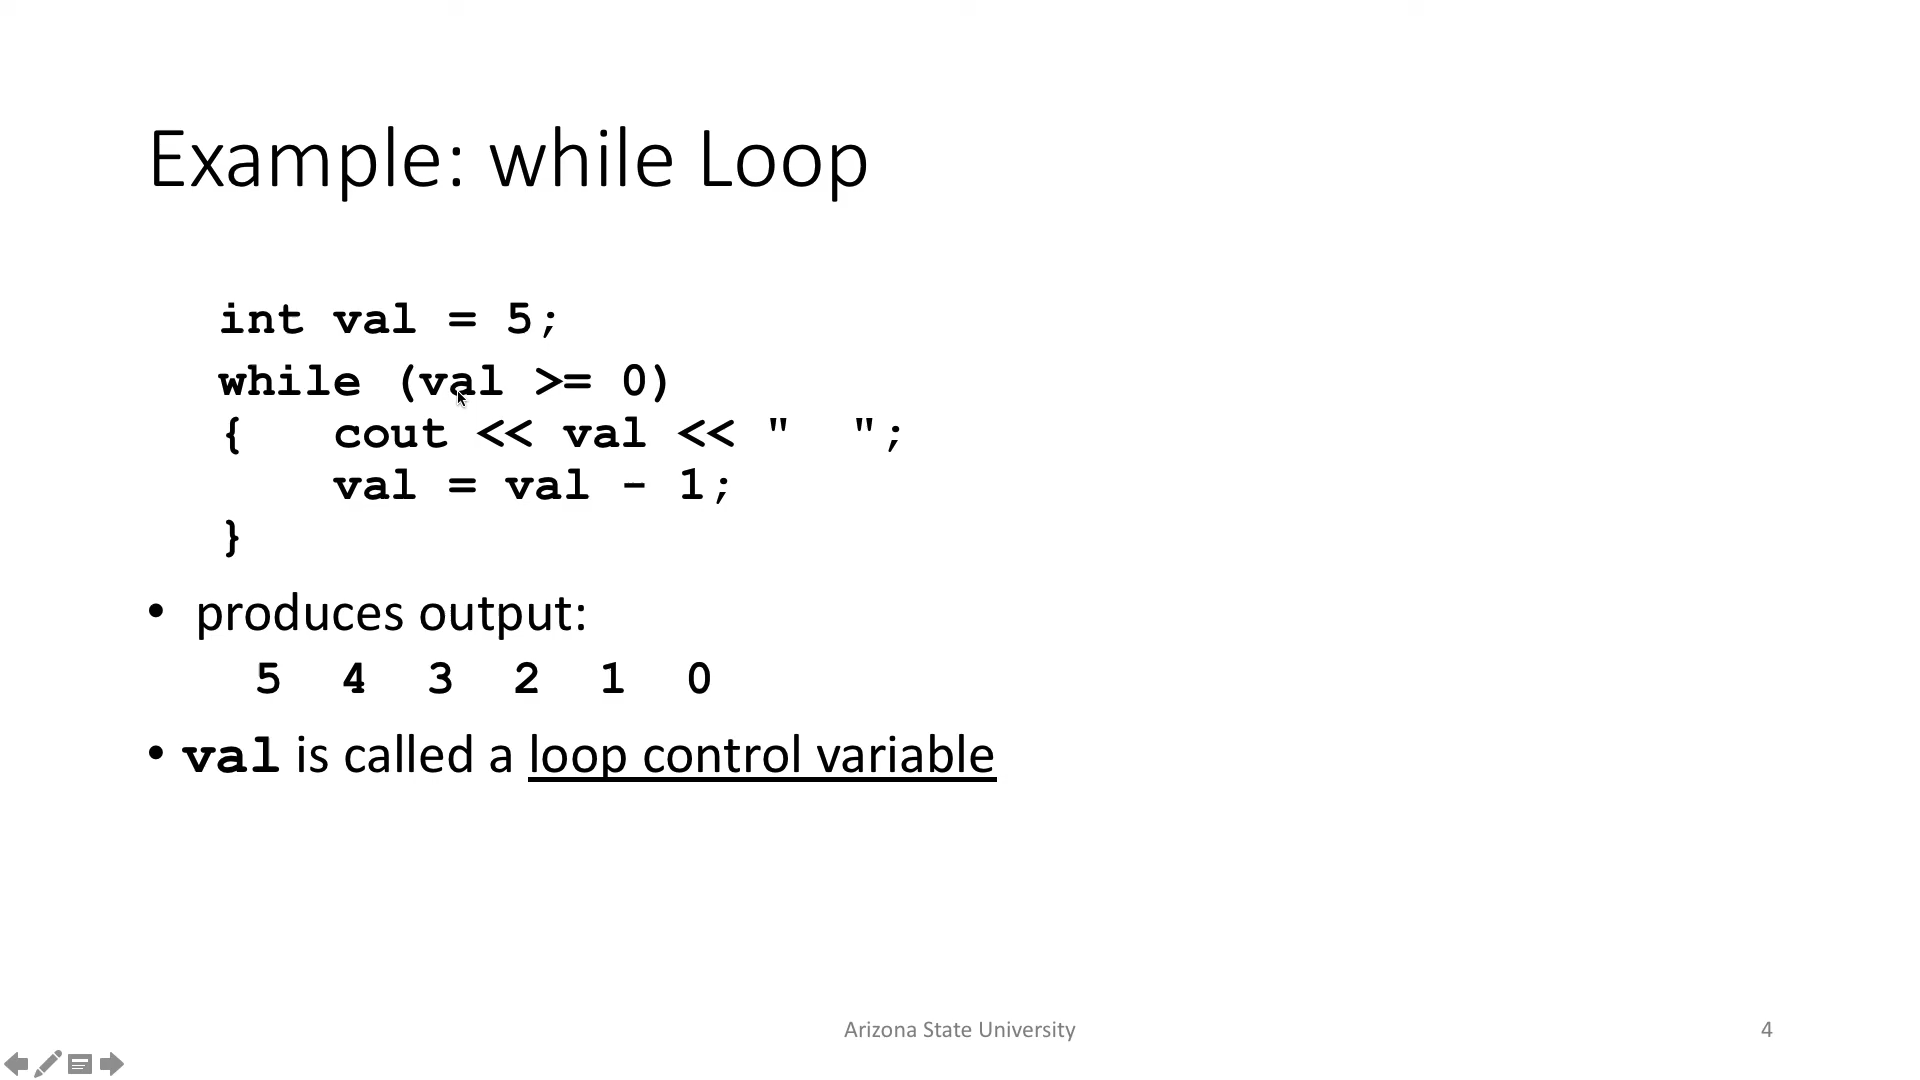 Example: while Loop
int val = 5;
while (val >= 0)
{   cout << val << "  ";
    val = val - 1;
}
• produces output:
5  4  3  2  1  0
• val is called a loop control variable
Arizona State University
4